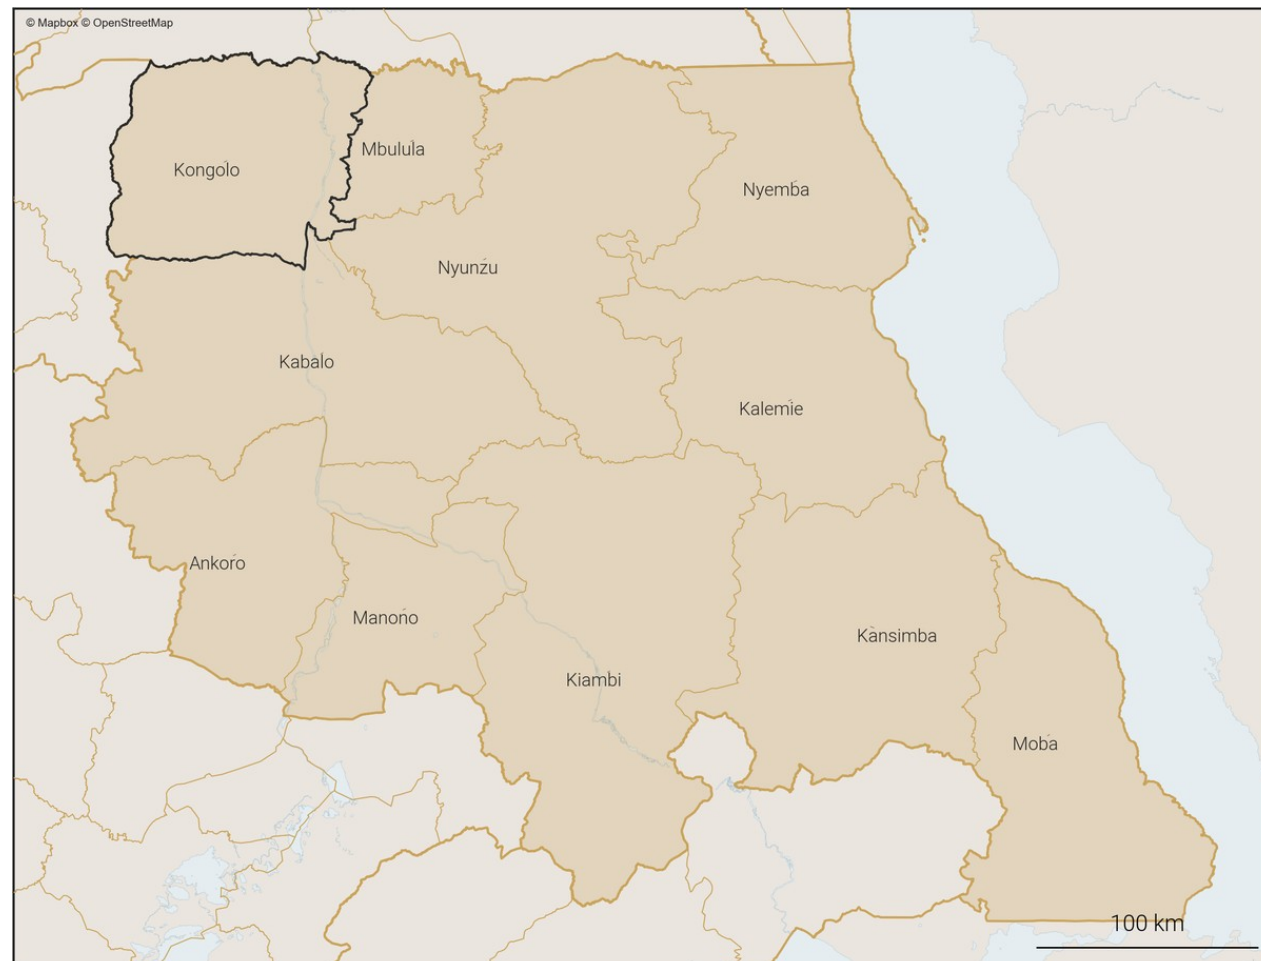 © Mapbox © OpenStreetMap
Mbulula
Kongolo
Nyemba
Nyunzu
Kabalo
Kalemie
Ankoro
Manono
Kansimba
Kiambi
Moba
100 km